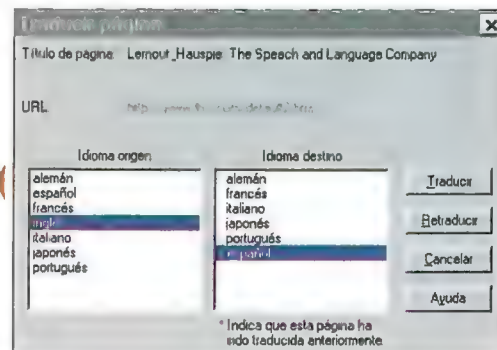 Traducir página
Título de página: Lernout_Hauspie The Speech and Language Company
URL
Idioma origen
alemán
español
francés
inglés
italiano
japonés
portugués
Idioma destino
alemán
francés
italiano
japonés
portugués
español
Traducir
Retraducir
Cancelar
Ayuda
* Indica que esta página ha
sido traducida anteriormente